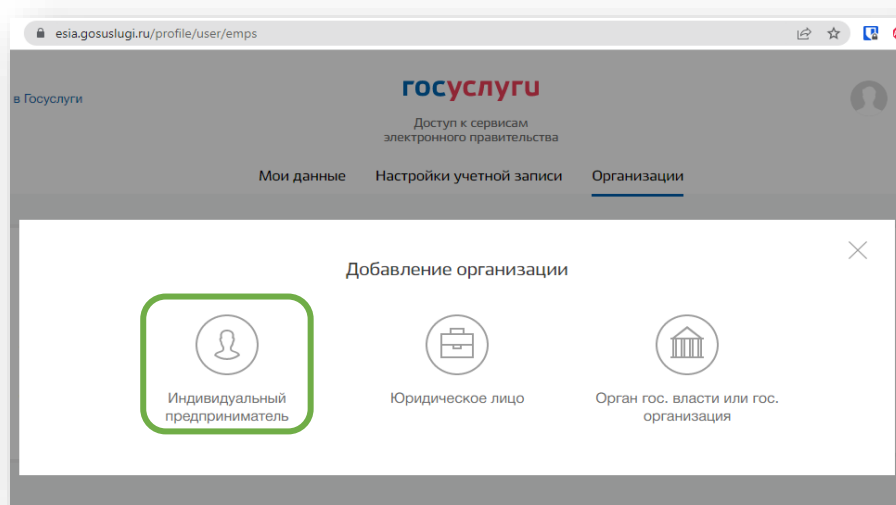 esia.gosuslugi.ru/profile/user/emps
в Госуслуги
госуслуги
Доступ к сервисам
электронного правительства
Мои данные Настройки учетной записи Организации
Добавление организации
Индивидуальный
предприниматель
Юридическое лицо
Орган гос. власти или гос.
организация